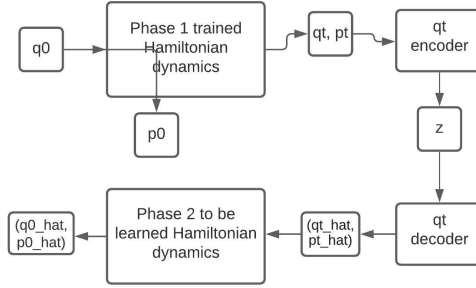 q0
Phase 1 trained
Hamiltonian
dynamics
qt, pt
qt
encoder
p0
z
(q0_hat,
p0_hat)
Phase 2 to be
learned Hamiltonian
dynamics
(qt_hat,
pt_hat)
qt
decoder